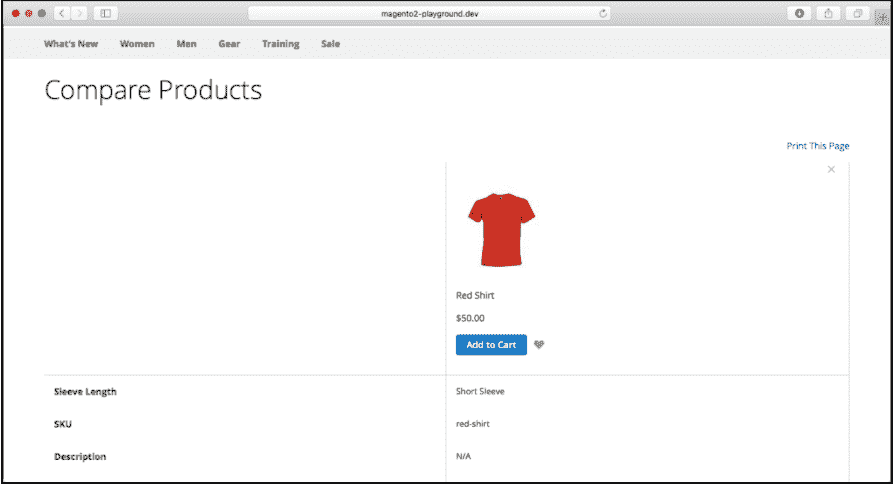 magento2-playground.dev
What's New Women Men Gear Training Sale
Compare Products
Print This Page
Red Shirt
$50.00
Add to Cart
Sleeve Length Short Sleeve
SKU red-shirt
Description N/A